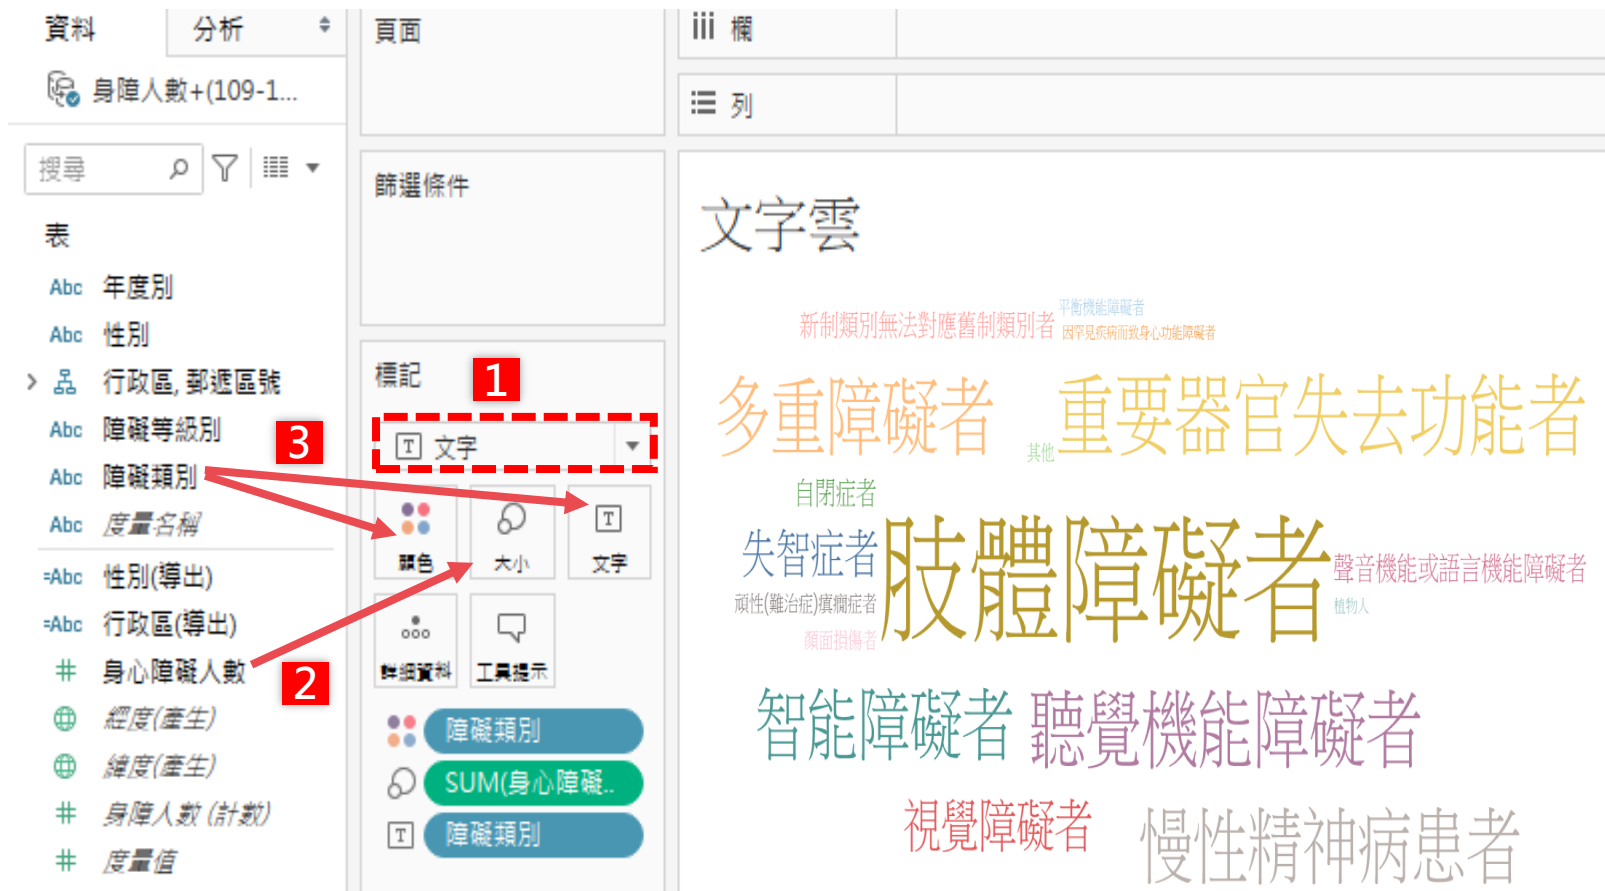 資料
分析
身障人數+(109-1...
搜尋
表
Abc 年度別
Abc 性別
行政區, 郵遞區號
Abc 障礙等級別
Abc 障礙類別
Abc 度量名稱
=Abc 性別(導出)
=Abc 行政區(導出)
身心障礙人數
經度(產生)
緯度(產生)
身障人數 (計數)
度量值
3
2
頁面
篩選條件
標記
1
T 文字
顏色
大小
T
文字
詳細資料
工具提示
障礙類別
SUM(身心障礙..
T 障礙類別
欄
列
文字雲
新制類別無法對應舊制類別者
平衡機能障礙者
因罕見疾病而致身心功能障礙者
多重障礙者
其他
重要器官失去功能者
自閉症者
失智症者
頑性(難治症)癲癇症者
顏面損傷者
肢體障礙者
聲音機能或語言機能障礙者
植物人
智能障礙者
聽覺機能障礙者
視覺障礙者
慢性精神病患者